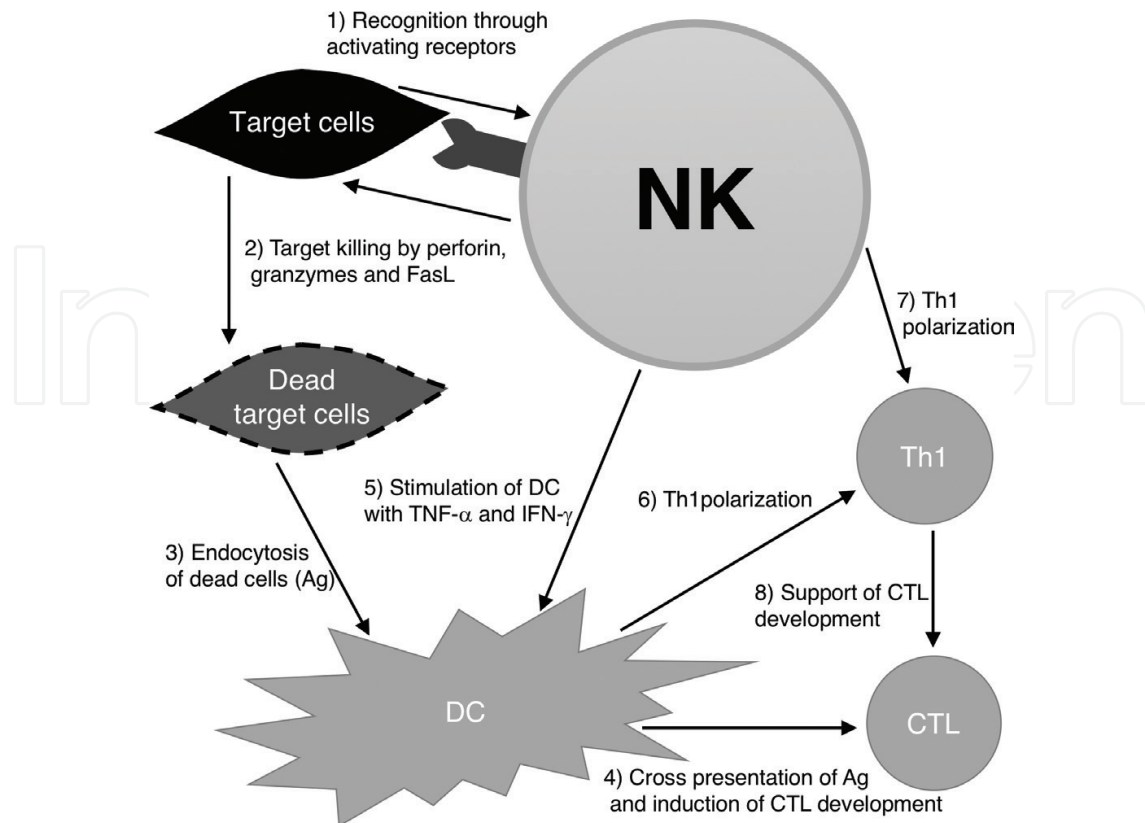 1) Recognition through
activating receptors
Target cells
NK
2) Target killing by perforin,
granzymes and FasL
7) Th1
polarization
Dead
target cells
Th1
5) Stimulation of DC
with TNF-α and IFN-γ
6) Th1polarization
3) Endocytosis
of dead cells (Ag)
8) Support of CTL
development
DC
CTL
4) Cross presentation of Ag
and induction of CTL development